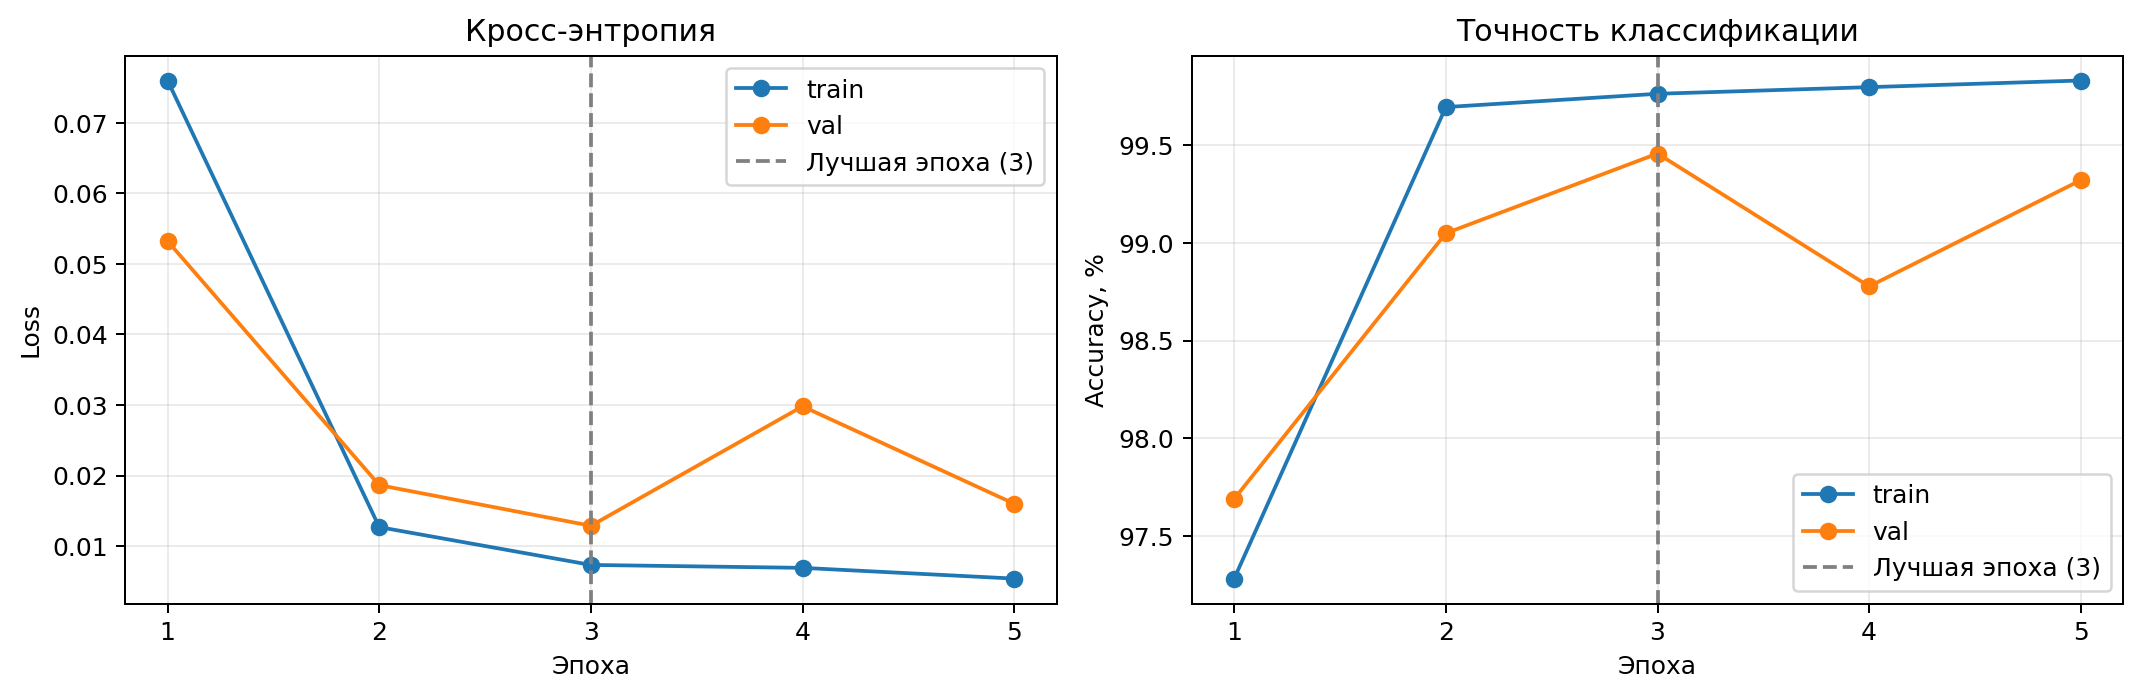 Кросс-энтропия
Loss
0.07
0.06
0.05
0.04
0.03
0.02
0.01
train
val
Лучшая эпоха (3)
1 2 3 4 5
Эпоха
Точность классификации
Accuracy, %
99.5
99.0
98.5
98.0
97.5
train
val
Лучшая эпоха (3)
1 2 3 4 5
Эпоха